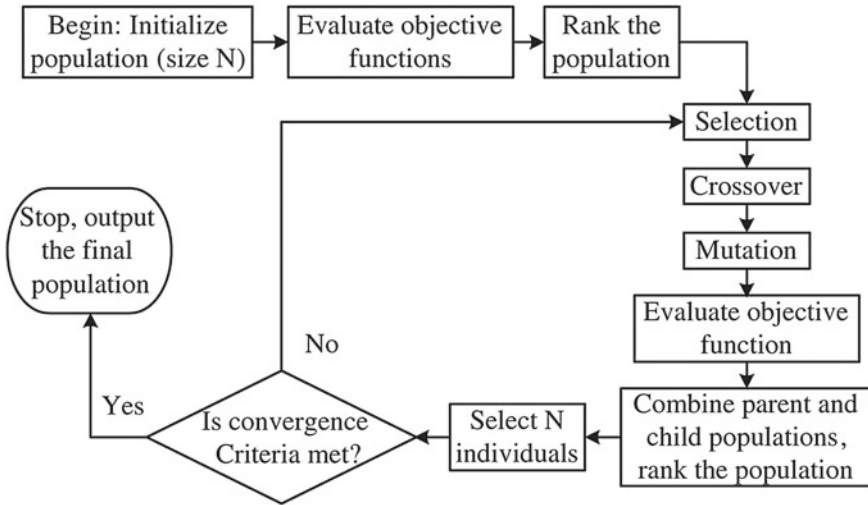 Begin: Initialize
population (size N)
Evaluate objective
functions
Rank the
population
Selection
Crossover
Mutation
Evaluate objective
function
Combine parent and
child populations,
rank the population
Select N
individuals
Is convergence
Criteria met?
No
Yes
Stop, output
the final
population